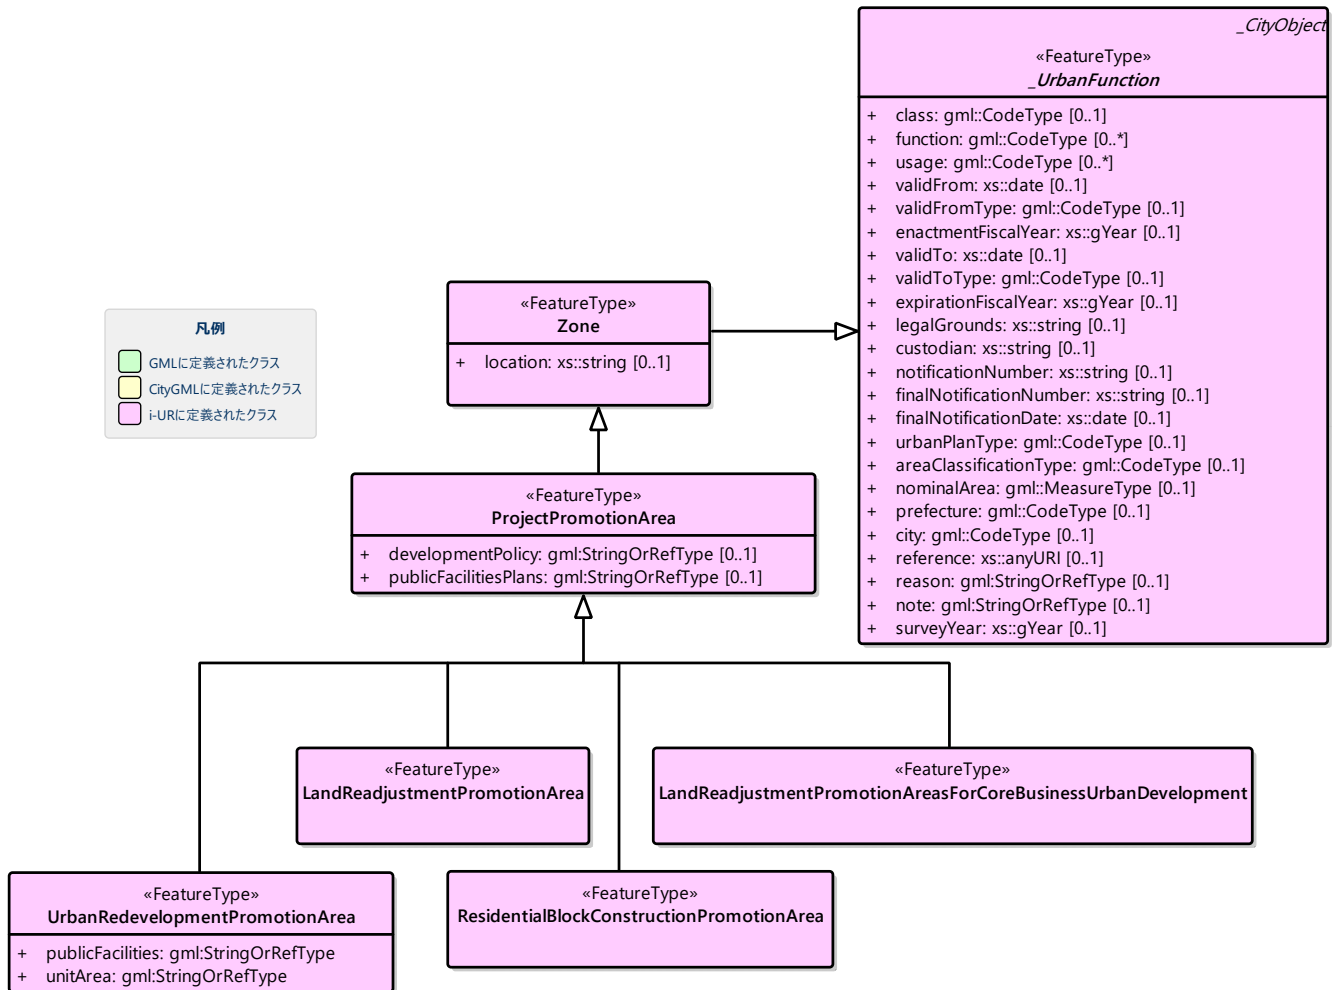 _CityObject
«FeatureType»
_UrbanFunction
+ class: gml::CodeType [0..1]
+ function: gml::CodeType [0..*]
+ usage: gml::CodeType [0..*]
+ validFrom: xs::date [0..1]
+ validFromType: gml::CodeType [0..1]
+ enactmentFiscalYear: xs::gYear [0..1]
+ validTo: xs::date [0..1]
+ validToType: gml::CodeType [0..1]
+ expirationFiscalYear: xs::gYear [0..1]
+ legalGrounds: xs::string [0..1]
+ custodian: xs::string [0..1]
+ notificationNumber: xs::string [0..1]
+ finalNotificationNumber: xs::string [0..1]
+ finalNotificationDate: xs::date [0..1]
+ urbanPlanType: gml::CodeType [0..1]
+ areaClassificationType: gml::CodeType [0..1]
+ nominalArea: gml::MeasureType [0..1]
+ prefecture: gml::CodeType [0..1]
+ city: gml::CodeType [0..1]
+ reference: xs::anyURI [0..1]
+ reason: gml:StringOrRefType [0..1]
+ note: gml:StringOrRefType [0..1]
+ surveyYear: xs::gYear [0..1]
«FeatureType»
Zone
+ location: xs::string [0..1]
凡例
GMLに定義されたクラス
CityGMLに定義されたクラス
i-URに定義されたクラス
«FeatureType»
ProjectPromotionArea
+ developmentPolicy: gml:StringOrRefType [0..1]
+ publicFacilitiesPlans: gml:StringOrRefType [0..1]
«FeatureType»
LandReadjustmentPromotionArea
«FeatureType»
LandReadjustmentPromotionAreasForCoreBusinessUrbanDevelopment
«FeatureType»
UrbanRedevelopmentPromotionArea
+ publicFacilities: gml:StringOrRefType
+ unitArea: gml:StringOrRefType
«FeatureType»
ResidentialBlockConstructionPromotionArea